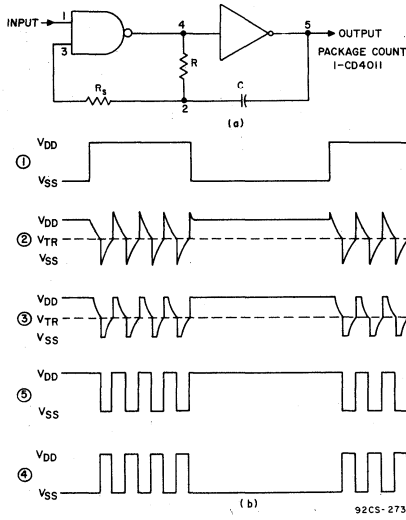 INPUT
1
3
4
5
OUTPUT
PACKAGE COUNT
1-CD4011
R
RS
C
2
(a)
① VDD
VSS
② VDD
VTR
VSS
③ VDD
VTR
VSS
⑤ VDD
VSS
④ VDD
VSS
(b)
92CS-273